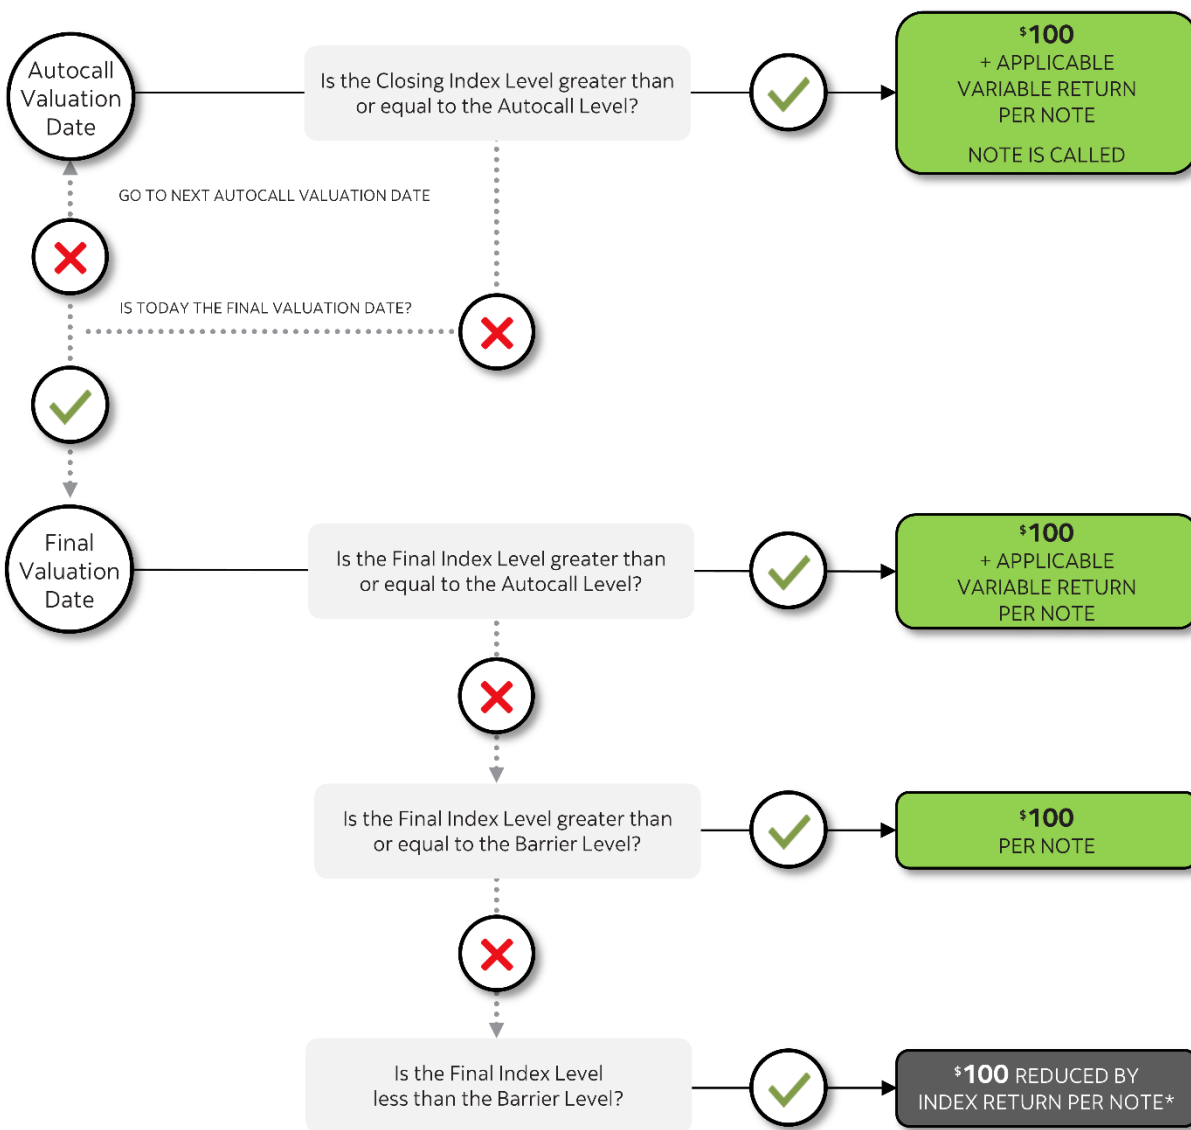 Autocall
Valuation
Date
Is the Closing Index Level greater than
or equal to the Autocall Level?
$100
+ APPLICABLE
VARIABLE RETURN
PER NOTE
NOTE IS CALLED
GO TO NEXT AUTOCALL VALUATION DATE
IS TODAY THE FINAL VALUATION DATE?
Final
Valuation
Date
Is the Final Index Level greater than
or equal to the Autocall Level?
$100
+ APPLICABLE
VARIABLE RETURN
PER NOTE
Is the Final Index Level greater than
or equal to the Barrier Level?
$100
PER NOTE
Is the Final Index Level
less than the Barrier Level?
$100 REDUCED BY
INDEX RETURN PER NOTE*